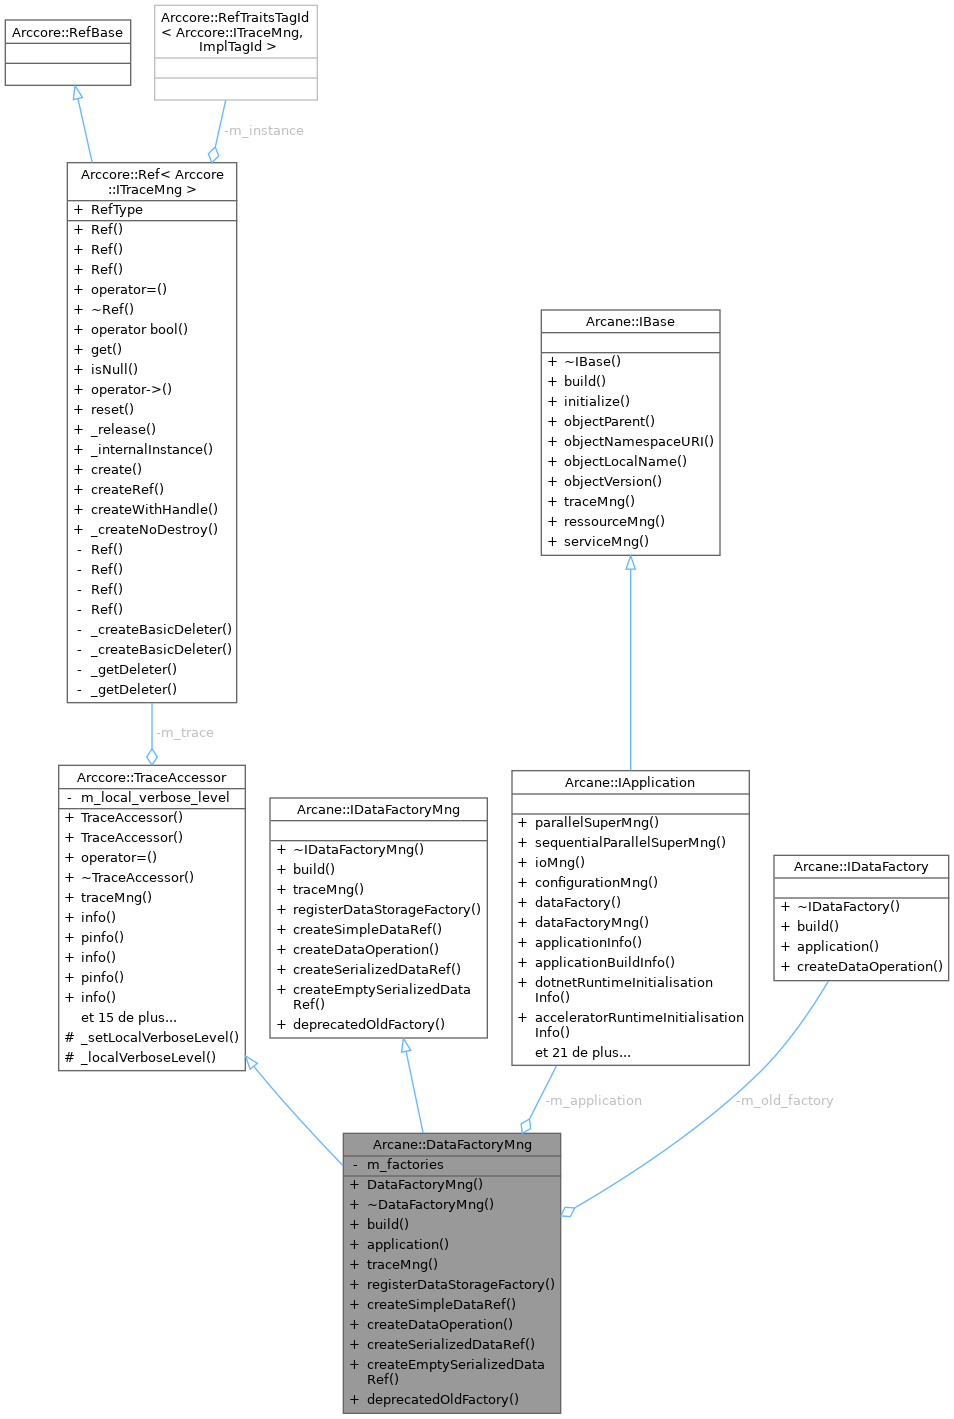 Arccore::RefBase
Arccore::RefTraitsTagId
< Arccore::ITraceMng,
ImplTagId >
-m_instance
Arccore::Ref< Arccore
::ITraceMng >
+ RefType
+ Ref()
+ Ref()
+ Ref()
+ operator=()
+ ~Ref()
+ operator bool()
+ get()
+ isNull()
+ operator->()
+ reset()
+ _release()
+ _internalInstance()
+ create()
+ createRef()
+ createWithHandle()
+ _createNoDestroy()
- Ref()
- Ref()
- Ref()
- Ref()
- _createBasicDeleter()
- _createBasicDeleter()
- _getDeleter()
- _getDeleter()
Arcane::IBase
+ ~IBase()
+ build()
+ initialize()
+ objectParent()
+ objectNamespaceURI()
+ objectLocalName()
+ objectVersion()
+ traceMng()
+ ressourceMng()
+ serviceMng()
-m_trace
Arccore::TraceAccessor
- m_local_verbose_level
+ TraceAccessor()
+ TraceAccessor()
+ operator=()
+ ~TraceAccessor()
+ traceMng()
+ info()
+ pinfo()
+ info()
+ pinfo()
+ info()
et 15 de plus...
# _setLocalVerboseLevel()
# _localVerboseLevel()
Arcane::IDataFactoryMng
+ ~IDataFactoryMng()
+ build()
+ traceMng()
+ registerDataStorageFactory()
+ createSimpleDataRef()
+ createDataOperation()
+ createSerializedDataRef()
+ createEmptySerializedData
Ref()
+ deprecatedOldFactory()
Arcane::IApplication
+ parallelSuperMng()
+ sequentialParallelSuperMng()
+ ioMng()
+ configurationMng()
+ dataFactory()
+ dataFactoryMng()
+ applicationInfo()
+ applicationBuildInfo()
+ dotnetRuntimeInitialisation
Info()
+ acceleratorRuntimeInitialisation
Info()
et 21 de plus...
Arcane::IDataFactory
+ ~IDataFactory()
+ build()
+ application()
+ createDataOperation()
-m_application
-m_old_factory
Arcane::DataFactoryMng
- m_factories
+ DataFactoryMng()
+ ~DataFactoryMng()
+ build()
+ application()
+ traceMng()
+ registerDataStorageFactory()
+ createSimpleDataRef()
+ createDataOperation()
+ createSerializedDataRef()
+ createEmptySerializedData
Ref()
+ deprecatedOldFactory()